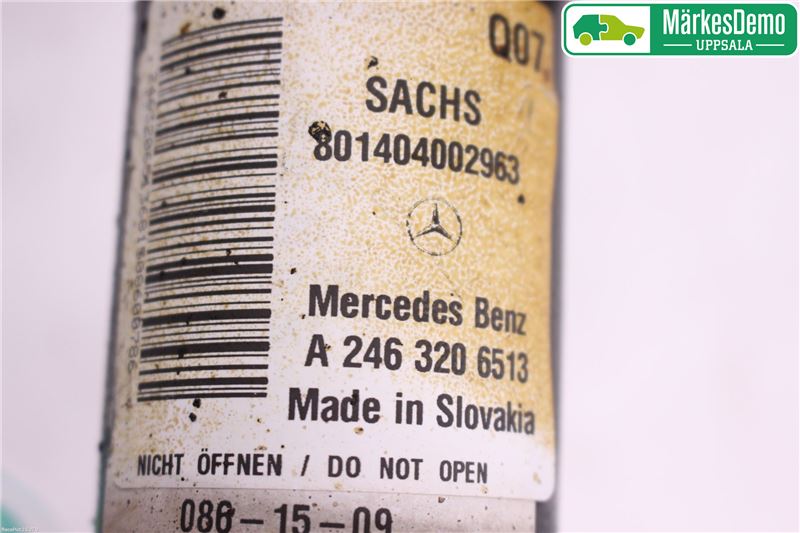 MärkesDemo
UPPSALA
Q07
SACHS
801404002963
Mercedes Benz
A 246 320 6513
Made in Slovakia
NICHT ÖFFNEN / DO NOT OPEN
086-15-09